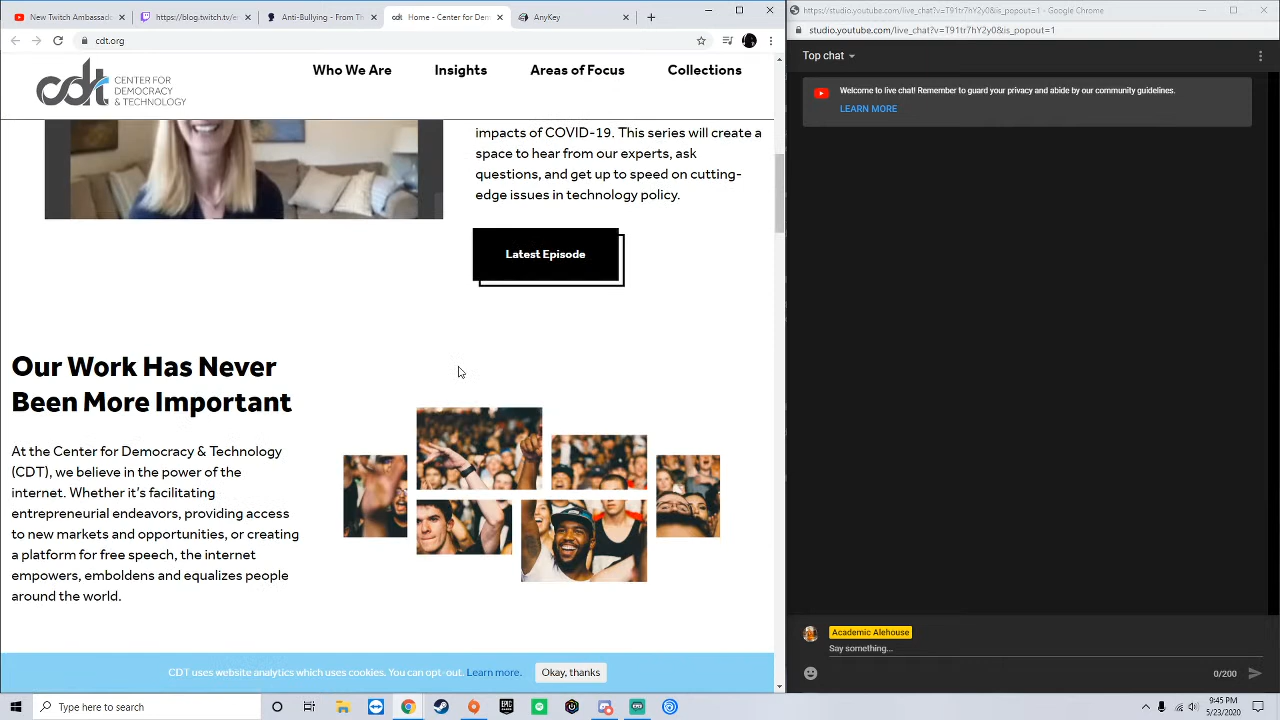 New Twitch Ambassado
https://blog.twitch.tv/e
Anti-Bullying - From Th
Home - Center for Dem
AnyKey
cdt.org
cdt
CENTER FOR
DEMOCRACY
& TECHNOLOGY
Who We Are
Insights
Areas of Focus
Collections
impacts of COVID-19. This series will create a
space to hear from our experts, ask
questions, and get up to speed on cutting-
edge issues in technology policy.
Latest Episode
Our Work Has Never
Been More Important
At the Center for Democracy & Technology
(CDT), we believe in the power of the
internet. Whether it's facilitating
entrepreneurial endeavors, providing access
to new markets and opportunities, or creating
a platform for free speech, the internet
empowers, emboldens and equalizes people
around the world.
CDT uses website analytics which uses cookies. You can opt-out. Learn more.
Okay, thanks
https://studio.youtube.com/live_chat?v=T91tr7hY2y0&is_popout=1 - Google Chrome
studio.youtube.com/live_chat?v=T91tr7hY2y0&is_popout=1
Top chat
Welcome to live chat! Remember to guard your privacy and abide by our community guidelines.
LEARN MORE
Academic Alehouse
Say something...
0/200
Type here to search
EPIC
9:45 PM
5/23/2020